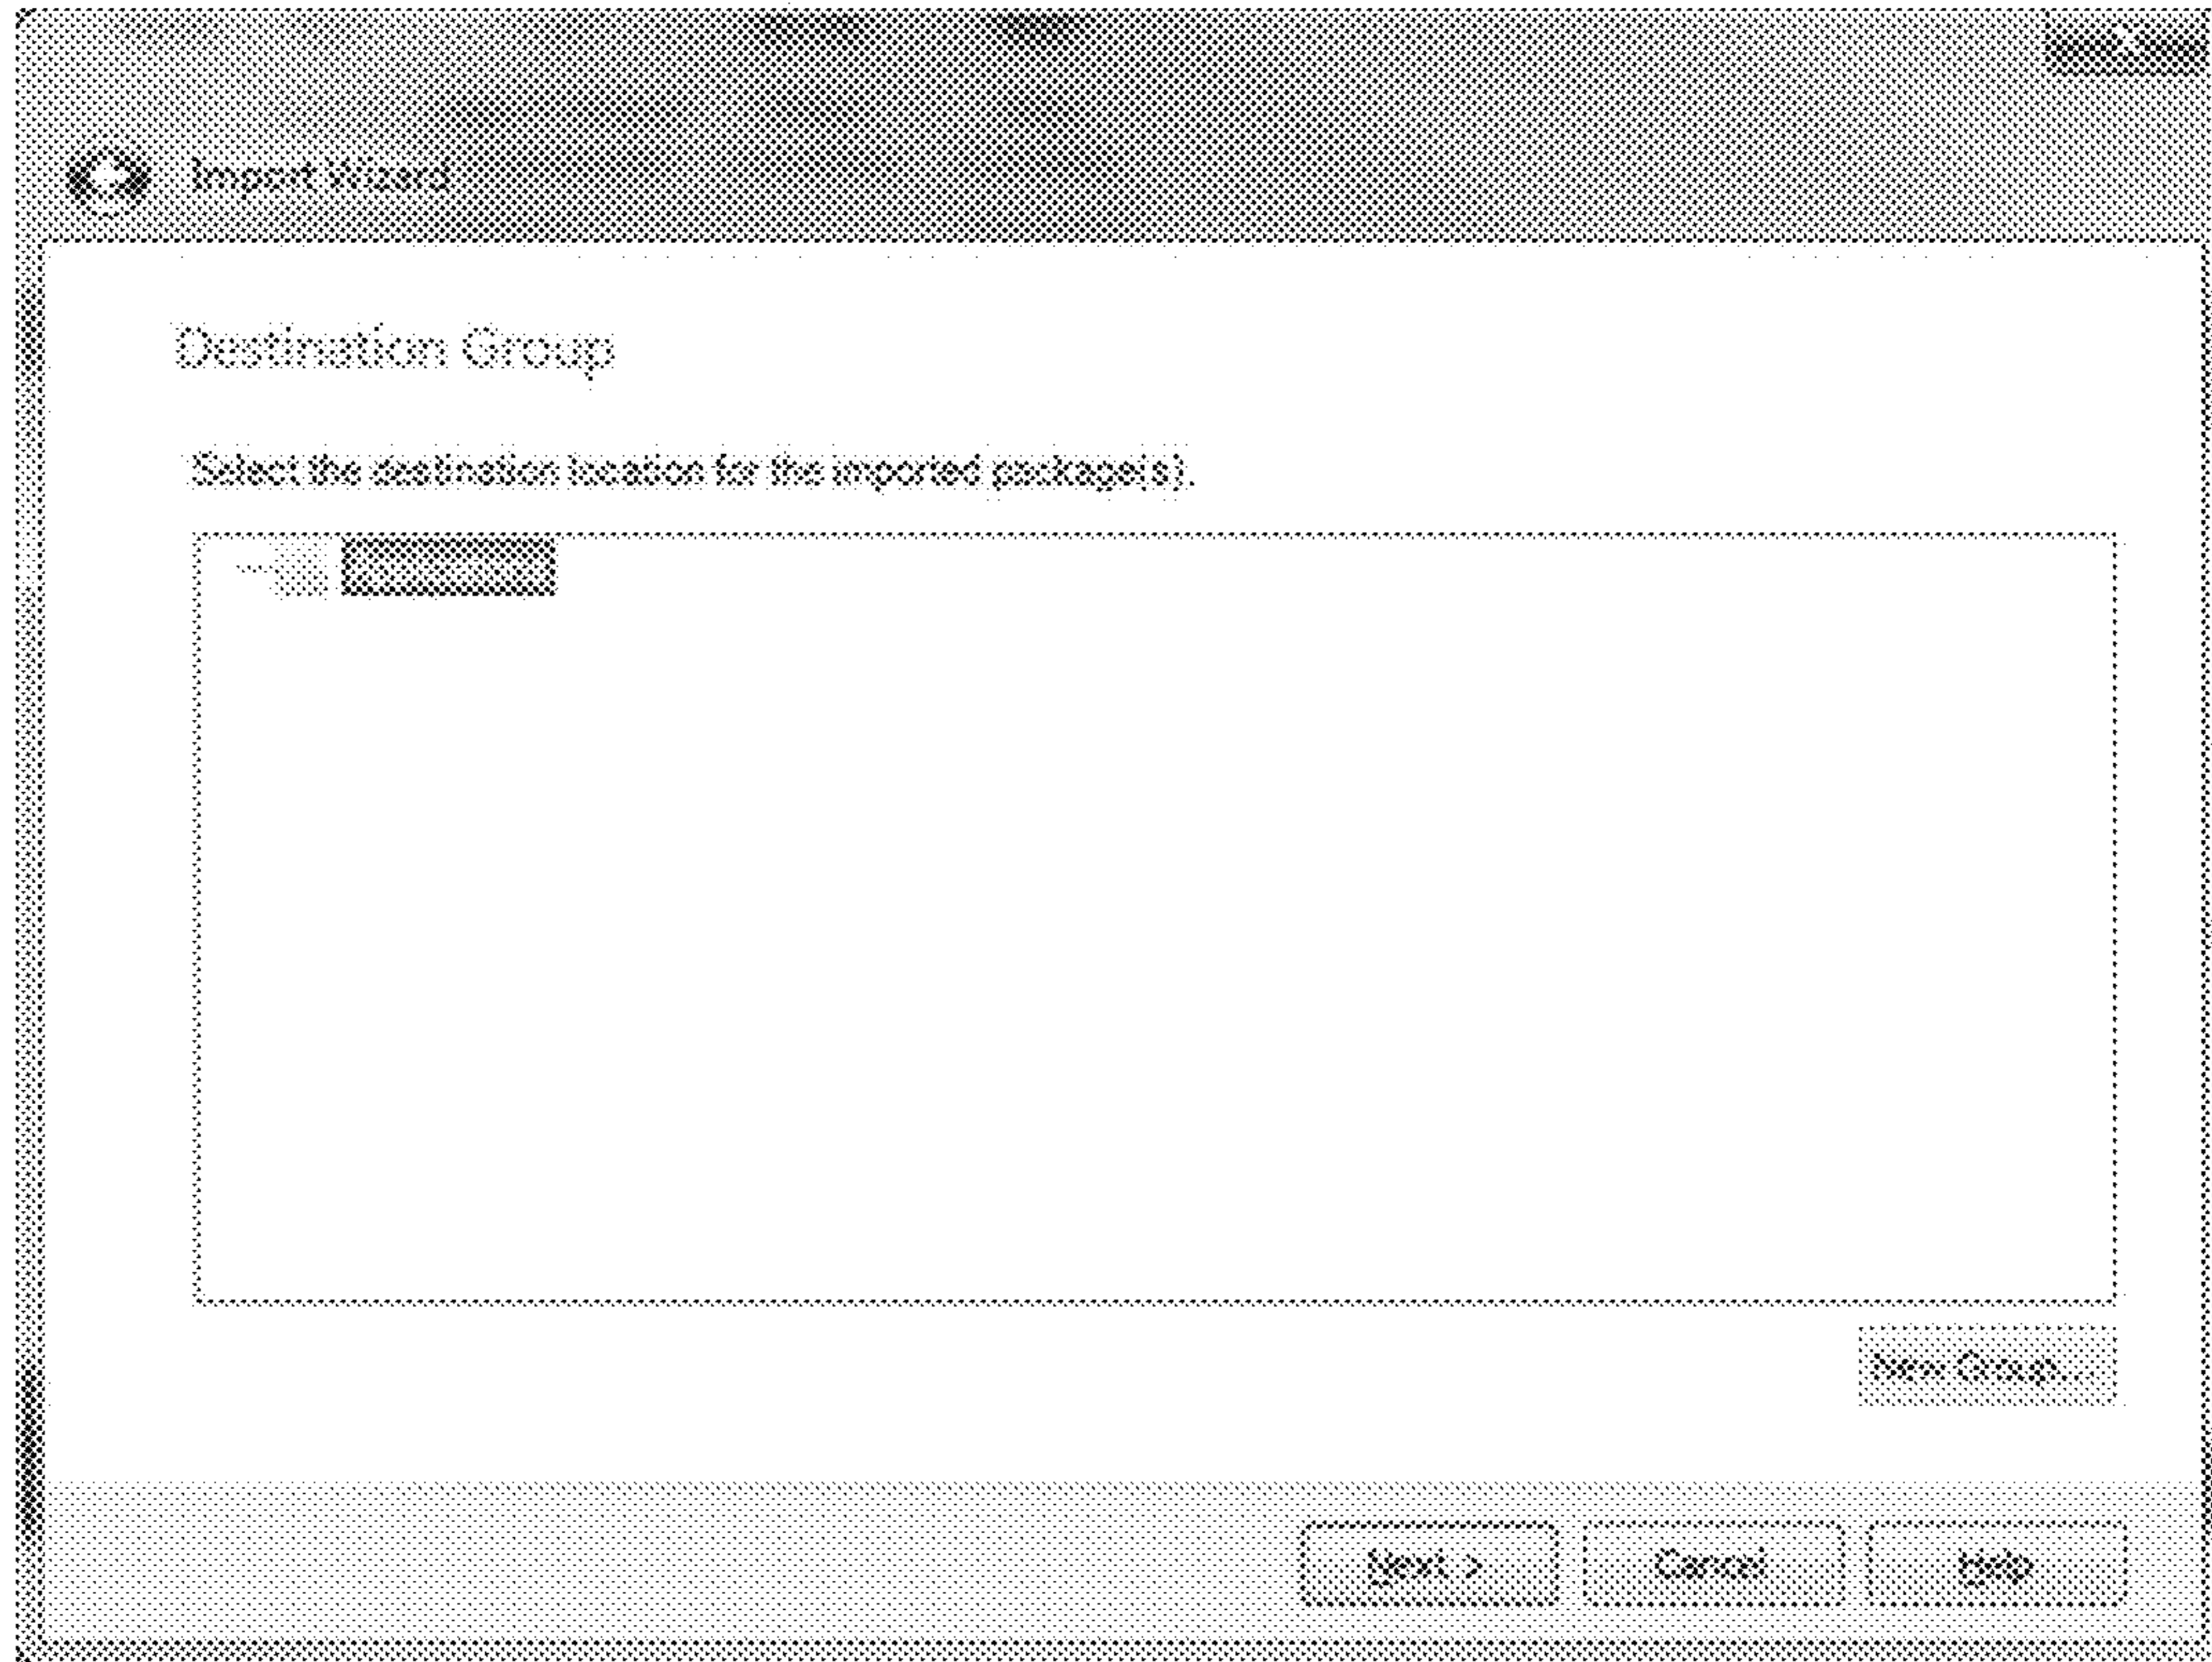 Import Wizard
Destination Group
Select the destination location for the imported package(s).
New Group...
Next >
Cancel
Help